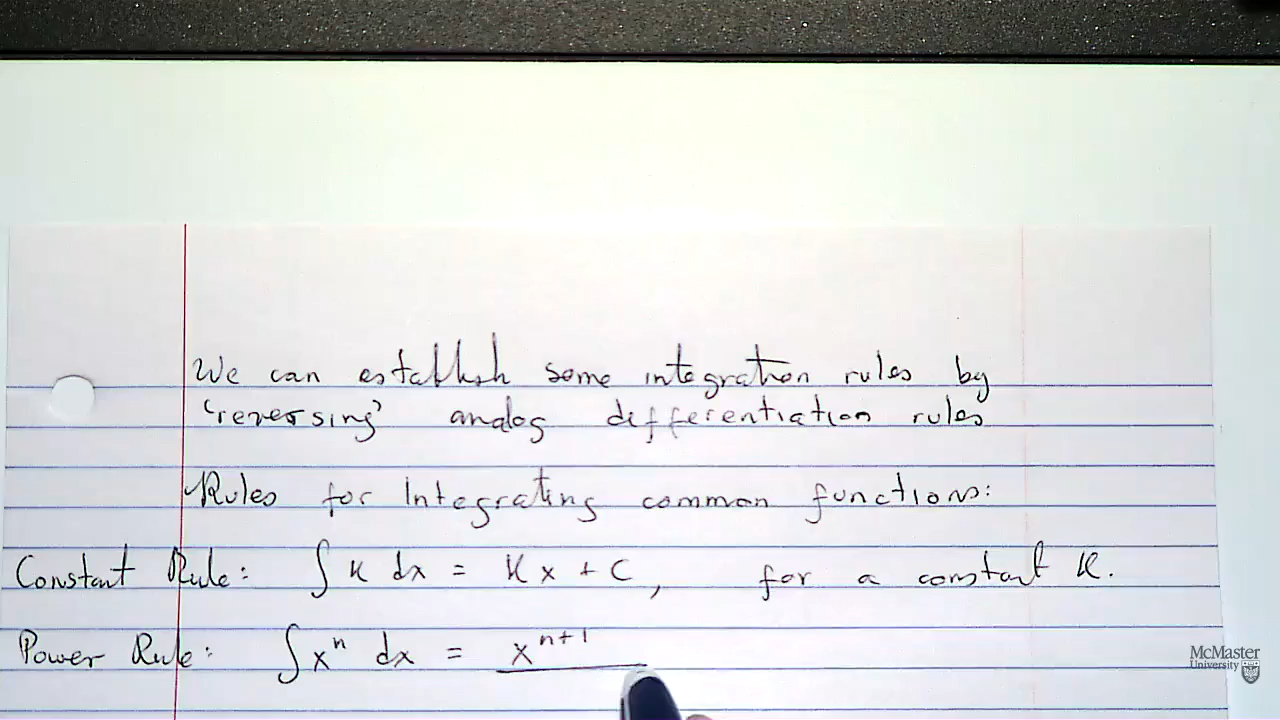 We can establish some integration rules by
'reversing' analog differentiation rules
Rules for Integrating common functions:
Constant Rule: ∫ K dx = Kx + C, for a constant K.
Power Rule: ∫ xⁿ dx = xⁿ⁺¹
McMaster
University